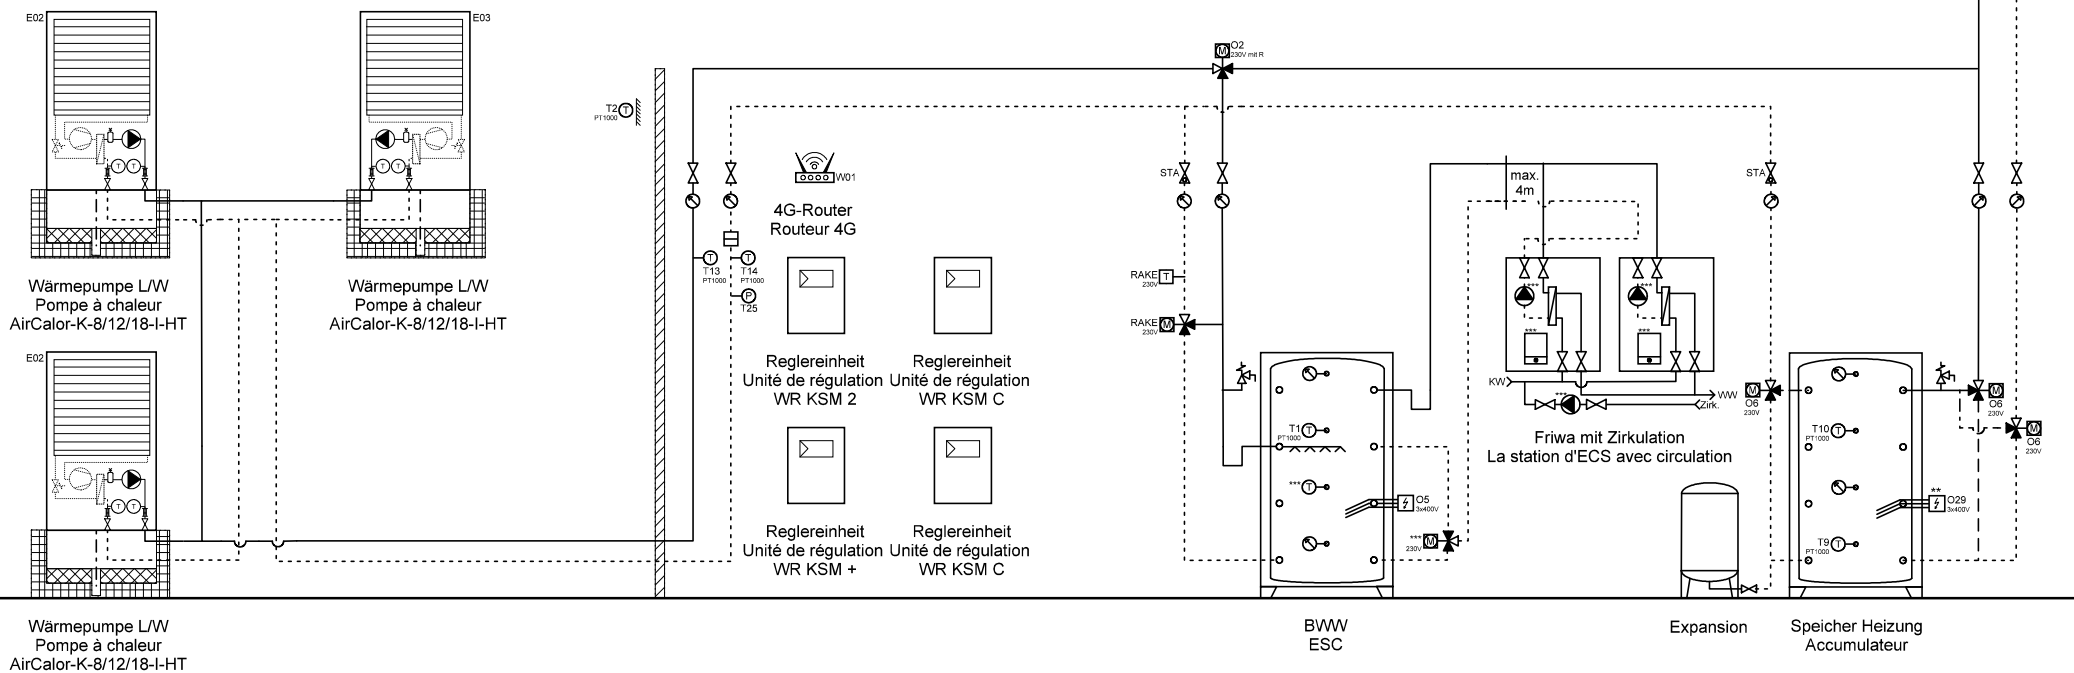 E02
E03
Wärmepumpe L/W
Pompe à chaleur
AirCalor-K-8/12/18-I-HT
Wärmepumpe L/W
Pompe à chaleur
AirCalor-K-8/12/18-I-HT
E02
Wärmepumpe L/W
Pompe à chaleur
AirCalor-K-8/12/18-I-HT
T
T
T
T
T
T
T2
PT1000
T
T
T13
PT1000
T
T14
PT1000
P
T25
W01
4G-Router
Routeur 4G
Reglereinheit
Unité de régulation
WR KSM 2
Reglereinheit
Unité de régulation
WR KSM C
Reglereinheit
Unité de régulation
WR KSM +
Reglereinheit
Unité de régulation
WR KSM C
M
O2
230V mit R
STA
RAKE
230V
T
RAKE
230V
M
T1
PT1000
T
***
T
O5
3x400V
***
230V
M
BWW
ESC
max.
4m
***
***
***
***
KW
WW
***
Zirk.
Friwa mit Zirkulation
La station d'ECS avec circulation
STA
M
O6
230V
Expansion
T10
PT1000
T
T9
PT1000
T
**
O29
3x400V
M
O6
230V
M
O6
230V
Speicher Heizung
Accumulateur